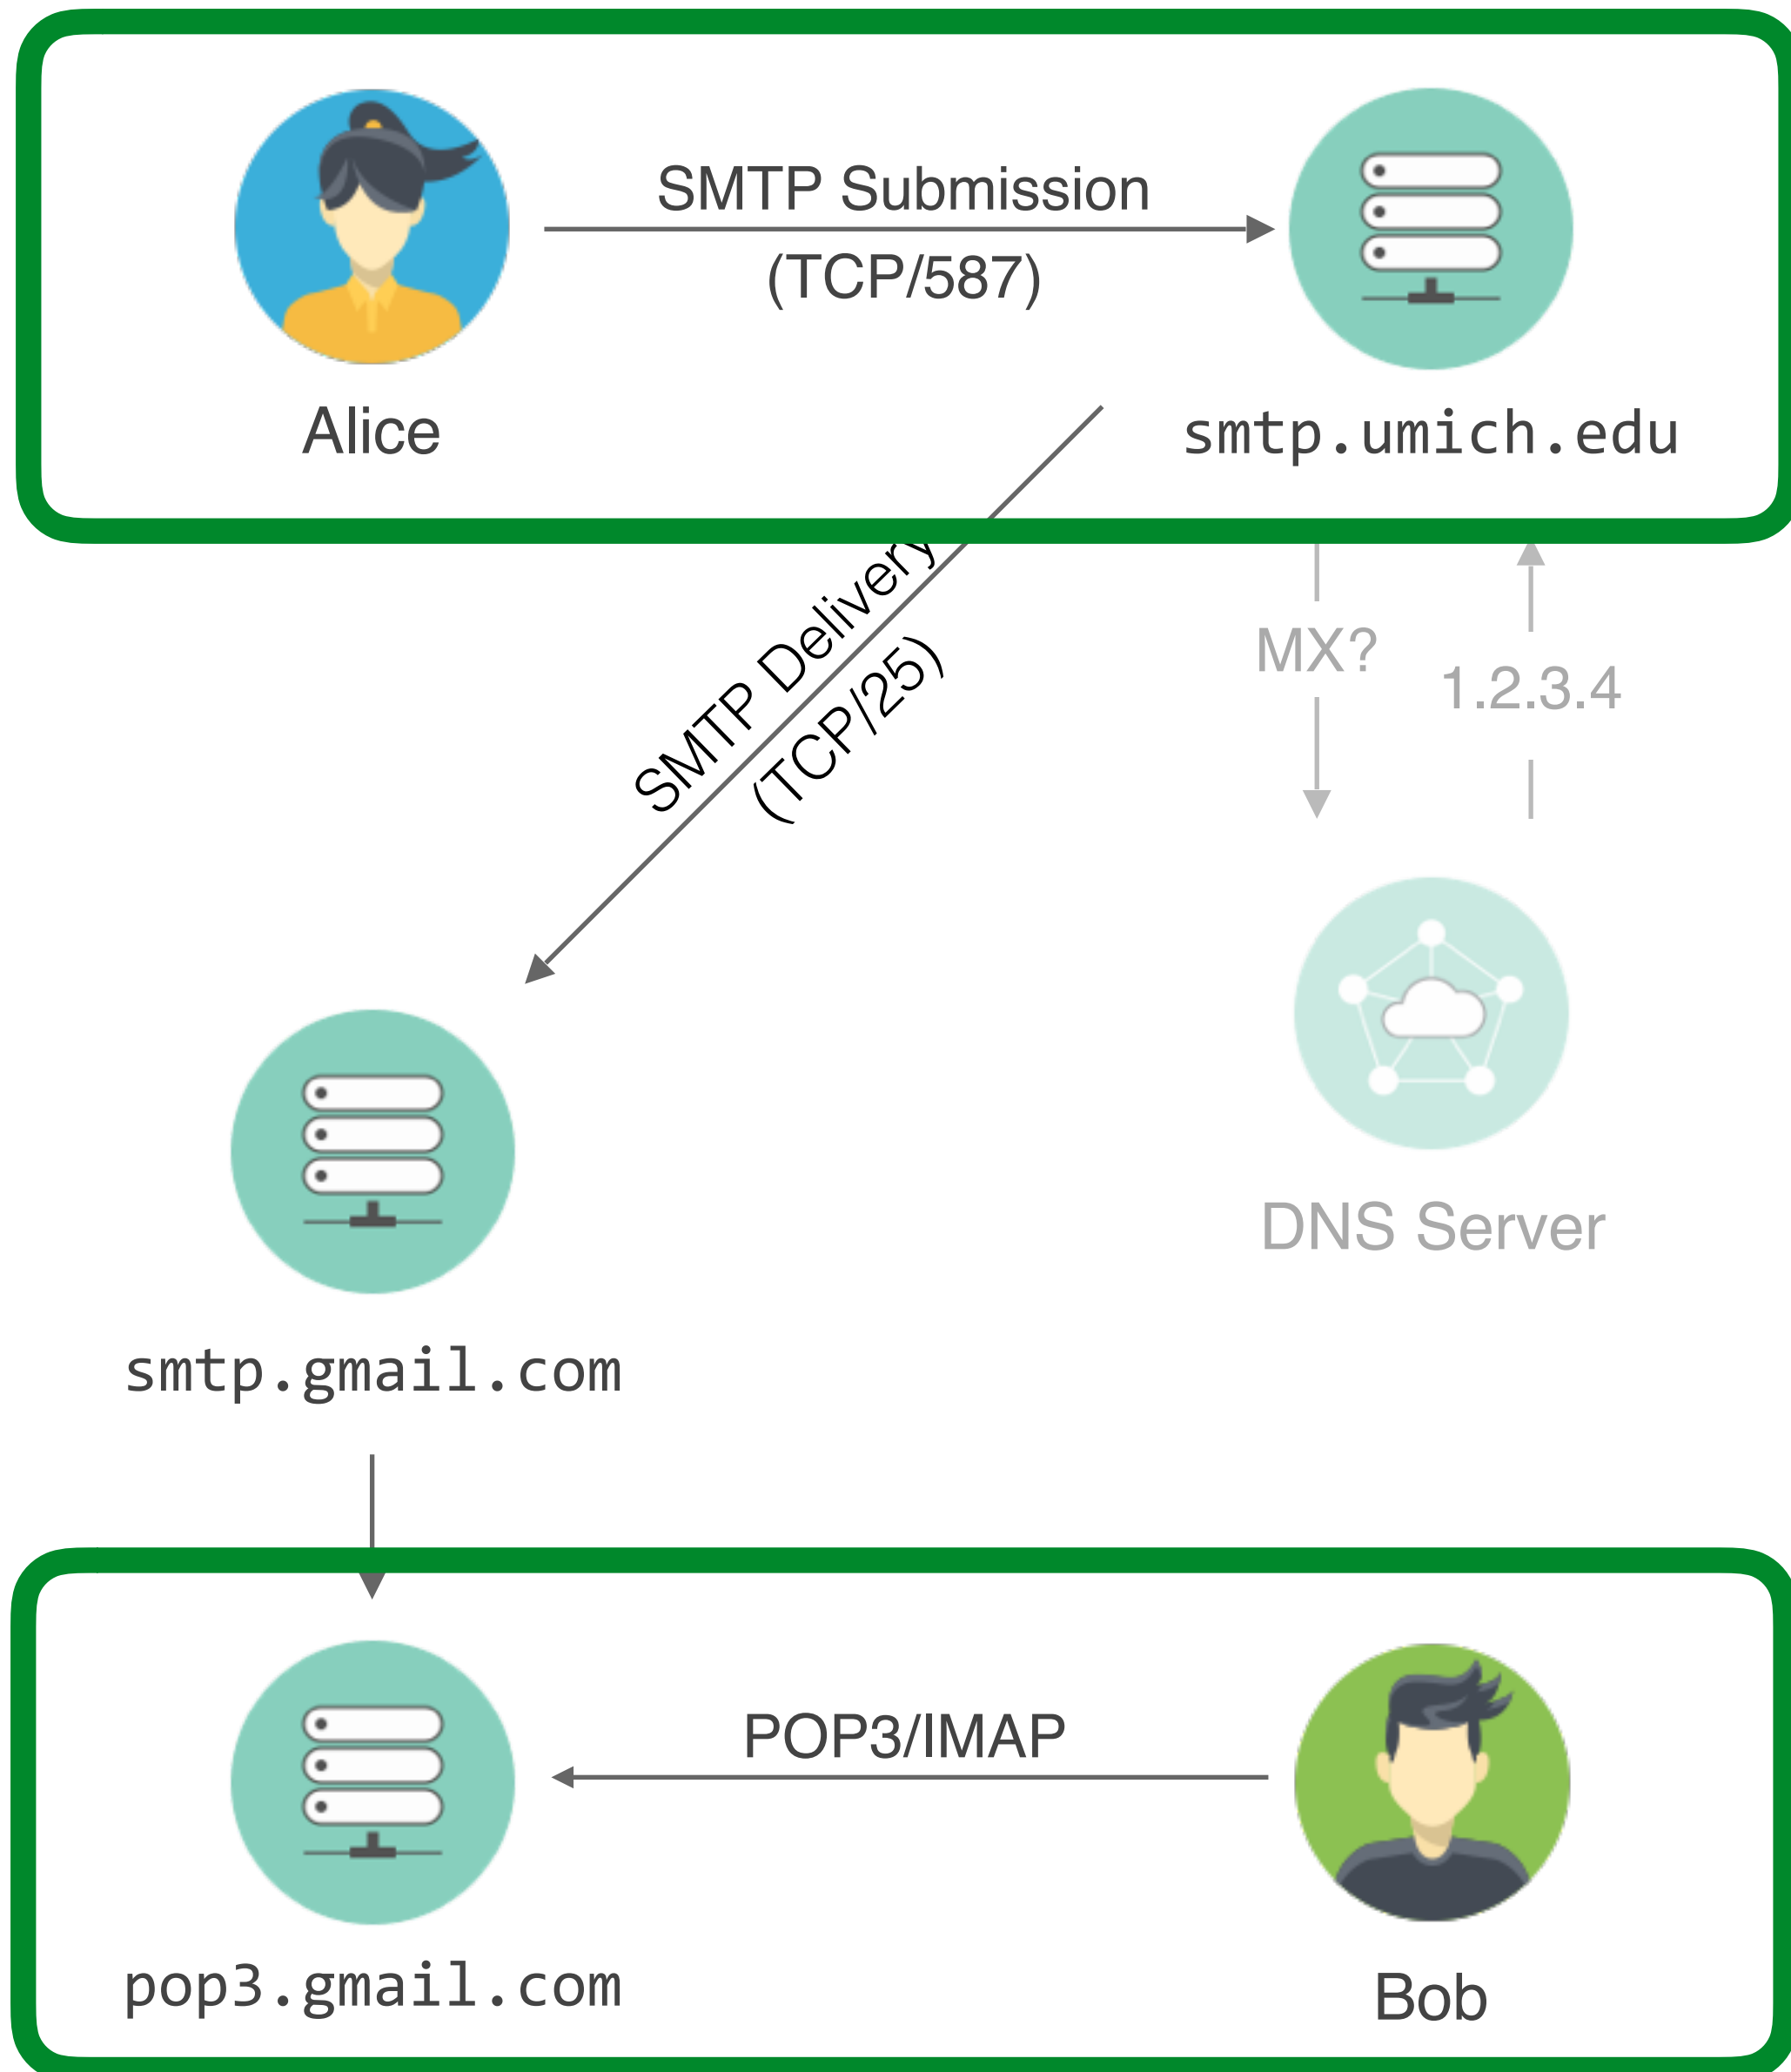 SMTP Submission
(TCP/587)
Alice
smtp.umich.edu
SMTP Delivery
(TCP/25)
MX?
1.2.3.4
DNS Server
smtp.gmail.com
POP3/IMAP
pop3.gmail.com
Bob